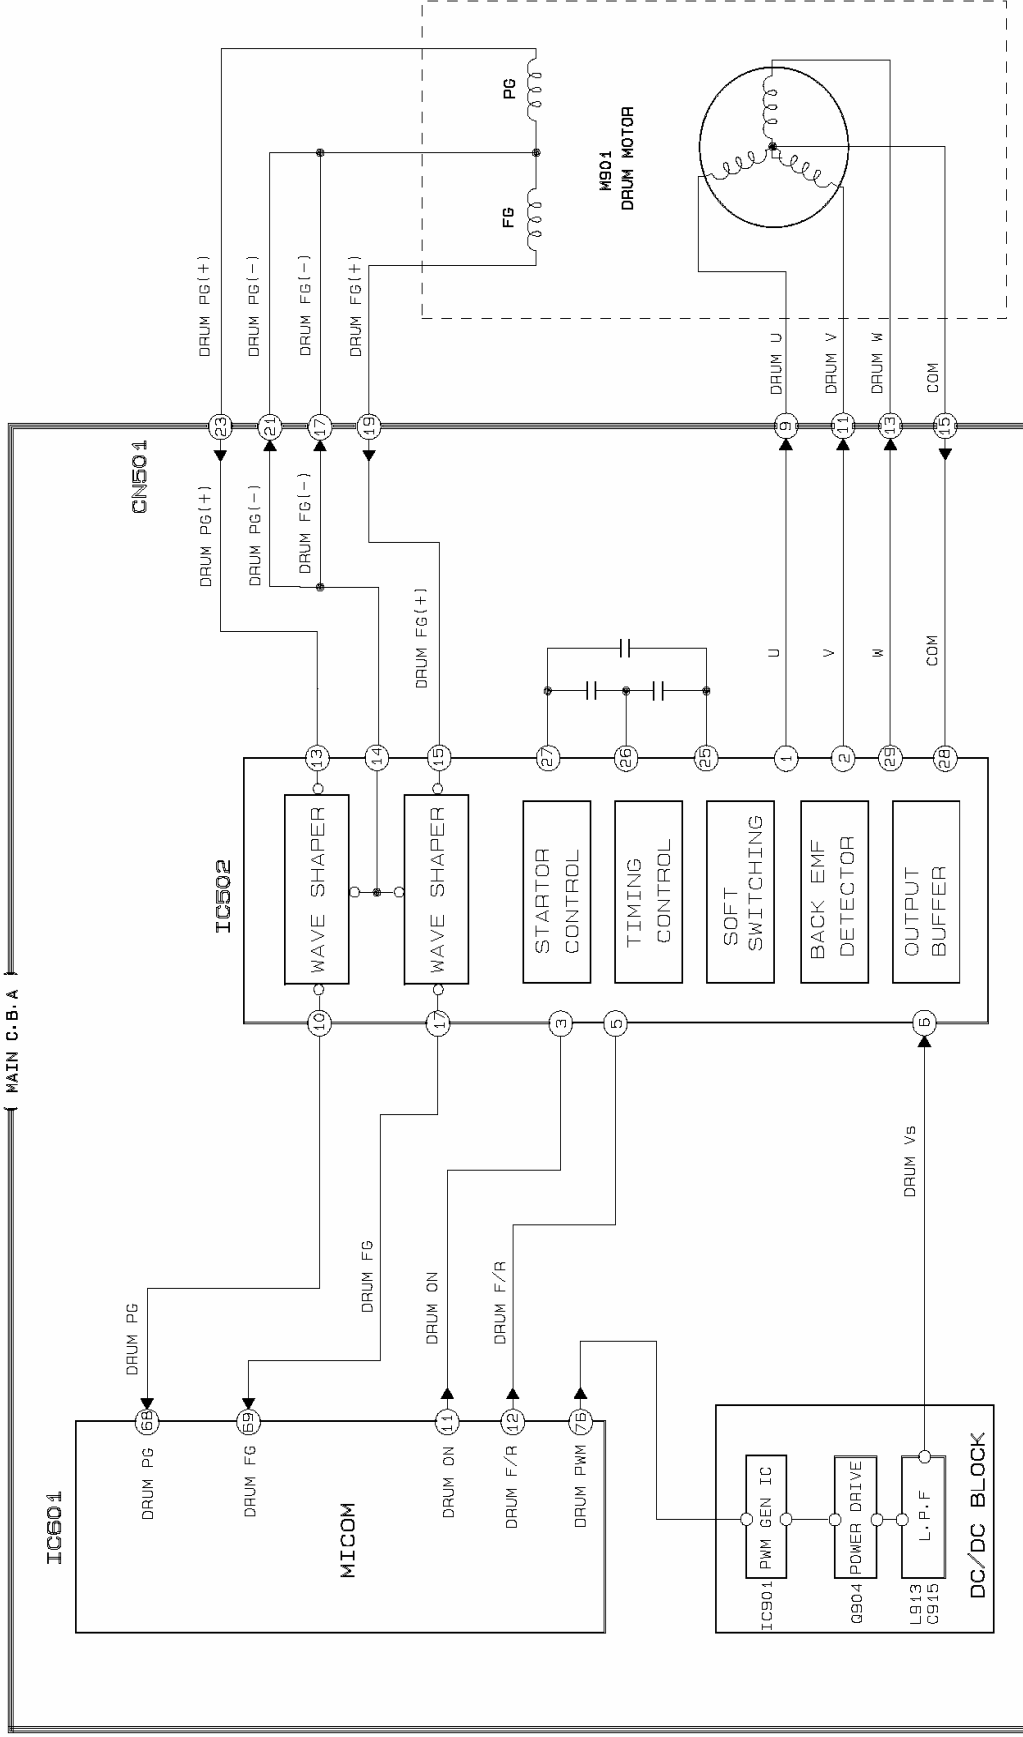 ( MAIN C.B.A )
IC601
MICOM
DRUM PG
68
DRUM FG
69
DRUM ON
11
DRUM F/R
12
DRUM PWM
76
DRUM PG
DRUM FG
DRUM ON
DRUM F/R
DC/DC BLOCK
IC901
PWM GEN IC
Q904
POWER DRIVE
L913
C915
L.P.F
DRUM Vs
IC502
10
17
3
5
6
WAVE SHAPER
WAVE SHAPER
STARTOR
CONTROL
TIMING
CONTROL
SOFT
SWITCHING
BACK EMF
DETECTOR
OUTPUT
BUFFER
13
14
15
27
26
25
1
2
29
28
DRUM PG(+)
DRUM PG(-)
DRUM FG(-)
DRUM FG(+)
U
V
W
COM
CN501
23
21
17
19
9
11
13
15
DRUM PG(+)
DRUM PG(-)
DRUM FG(-)
DRUM FG(+)
DRUM U
DRUM V
DRUM W
COM
FG
PG
M901
DRUM MOTOR